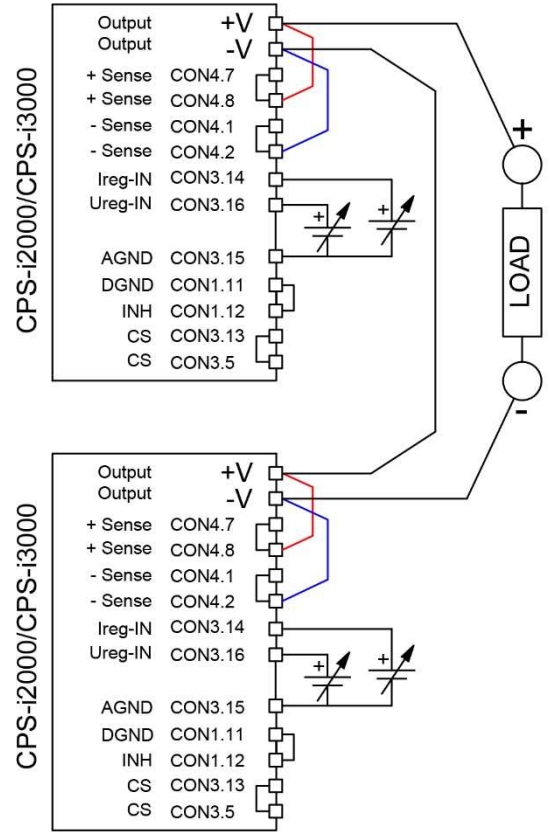 CPS-i2000/CPS-i3000
Output +V
Output -V
+ Sense CON4.7
+ Sense CON4.8
- Sense CON4.1
- Sense CON4.2
Ireg-IN CON3.14
Ureg-IN CON3.16
+ +
AGND CON3.15
DGND CON1.11
INH CON1.12
CS CON3.13
CS CON3.5
+
LOAD
-
CPS-i2000/CPS-i3000
Output +V
Output -V
+ Sense CON4.7
+ Sense CON4.8
- Sense CON4.1
- Sense CON4.2
Ireg-IN CON3.14
Ureg-IN CON3.16
+ +
AGND CON3.15
DGND CON1.11
INH CON1.12
CS CON3.13
CS CON3.5